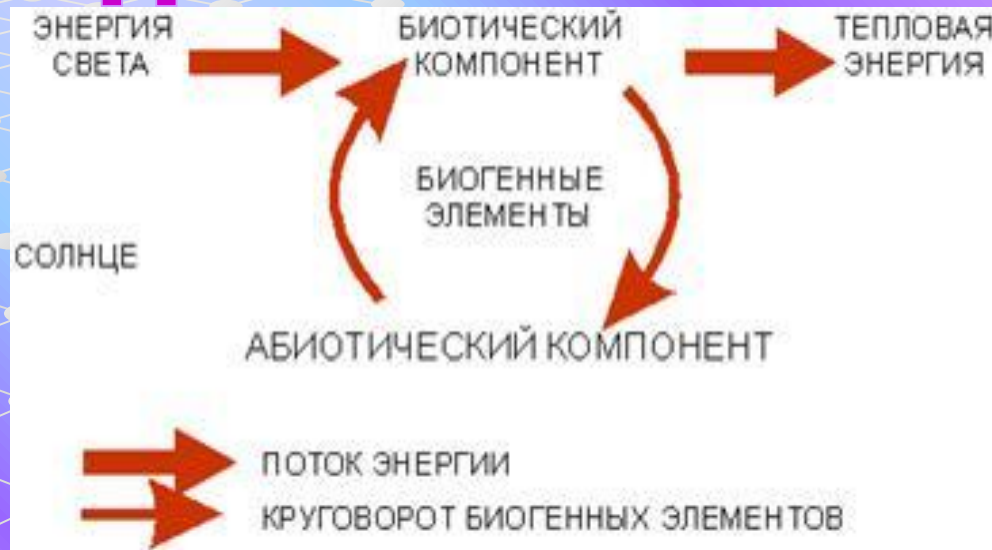 ЭНЕРГИЯ
СВЕТА
БИОТИЧЕСКИЙ
КОМПОНЕНТ
ТЕПЛОВАЯ
ЭНЕРГИЯ
БИОГЕННЫЕ
ЭЛЕМЕНТЫ
СОЛНЦЕ
АБИОТИЧЕСКИЙ КОМПОНЕНТ
ПОТОК ЭНЕРГИИ
КРУГОВОРОТ БИОГЕННЫХ ЭЛЕМЕНТОВ